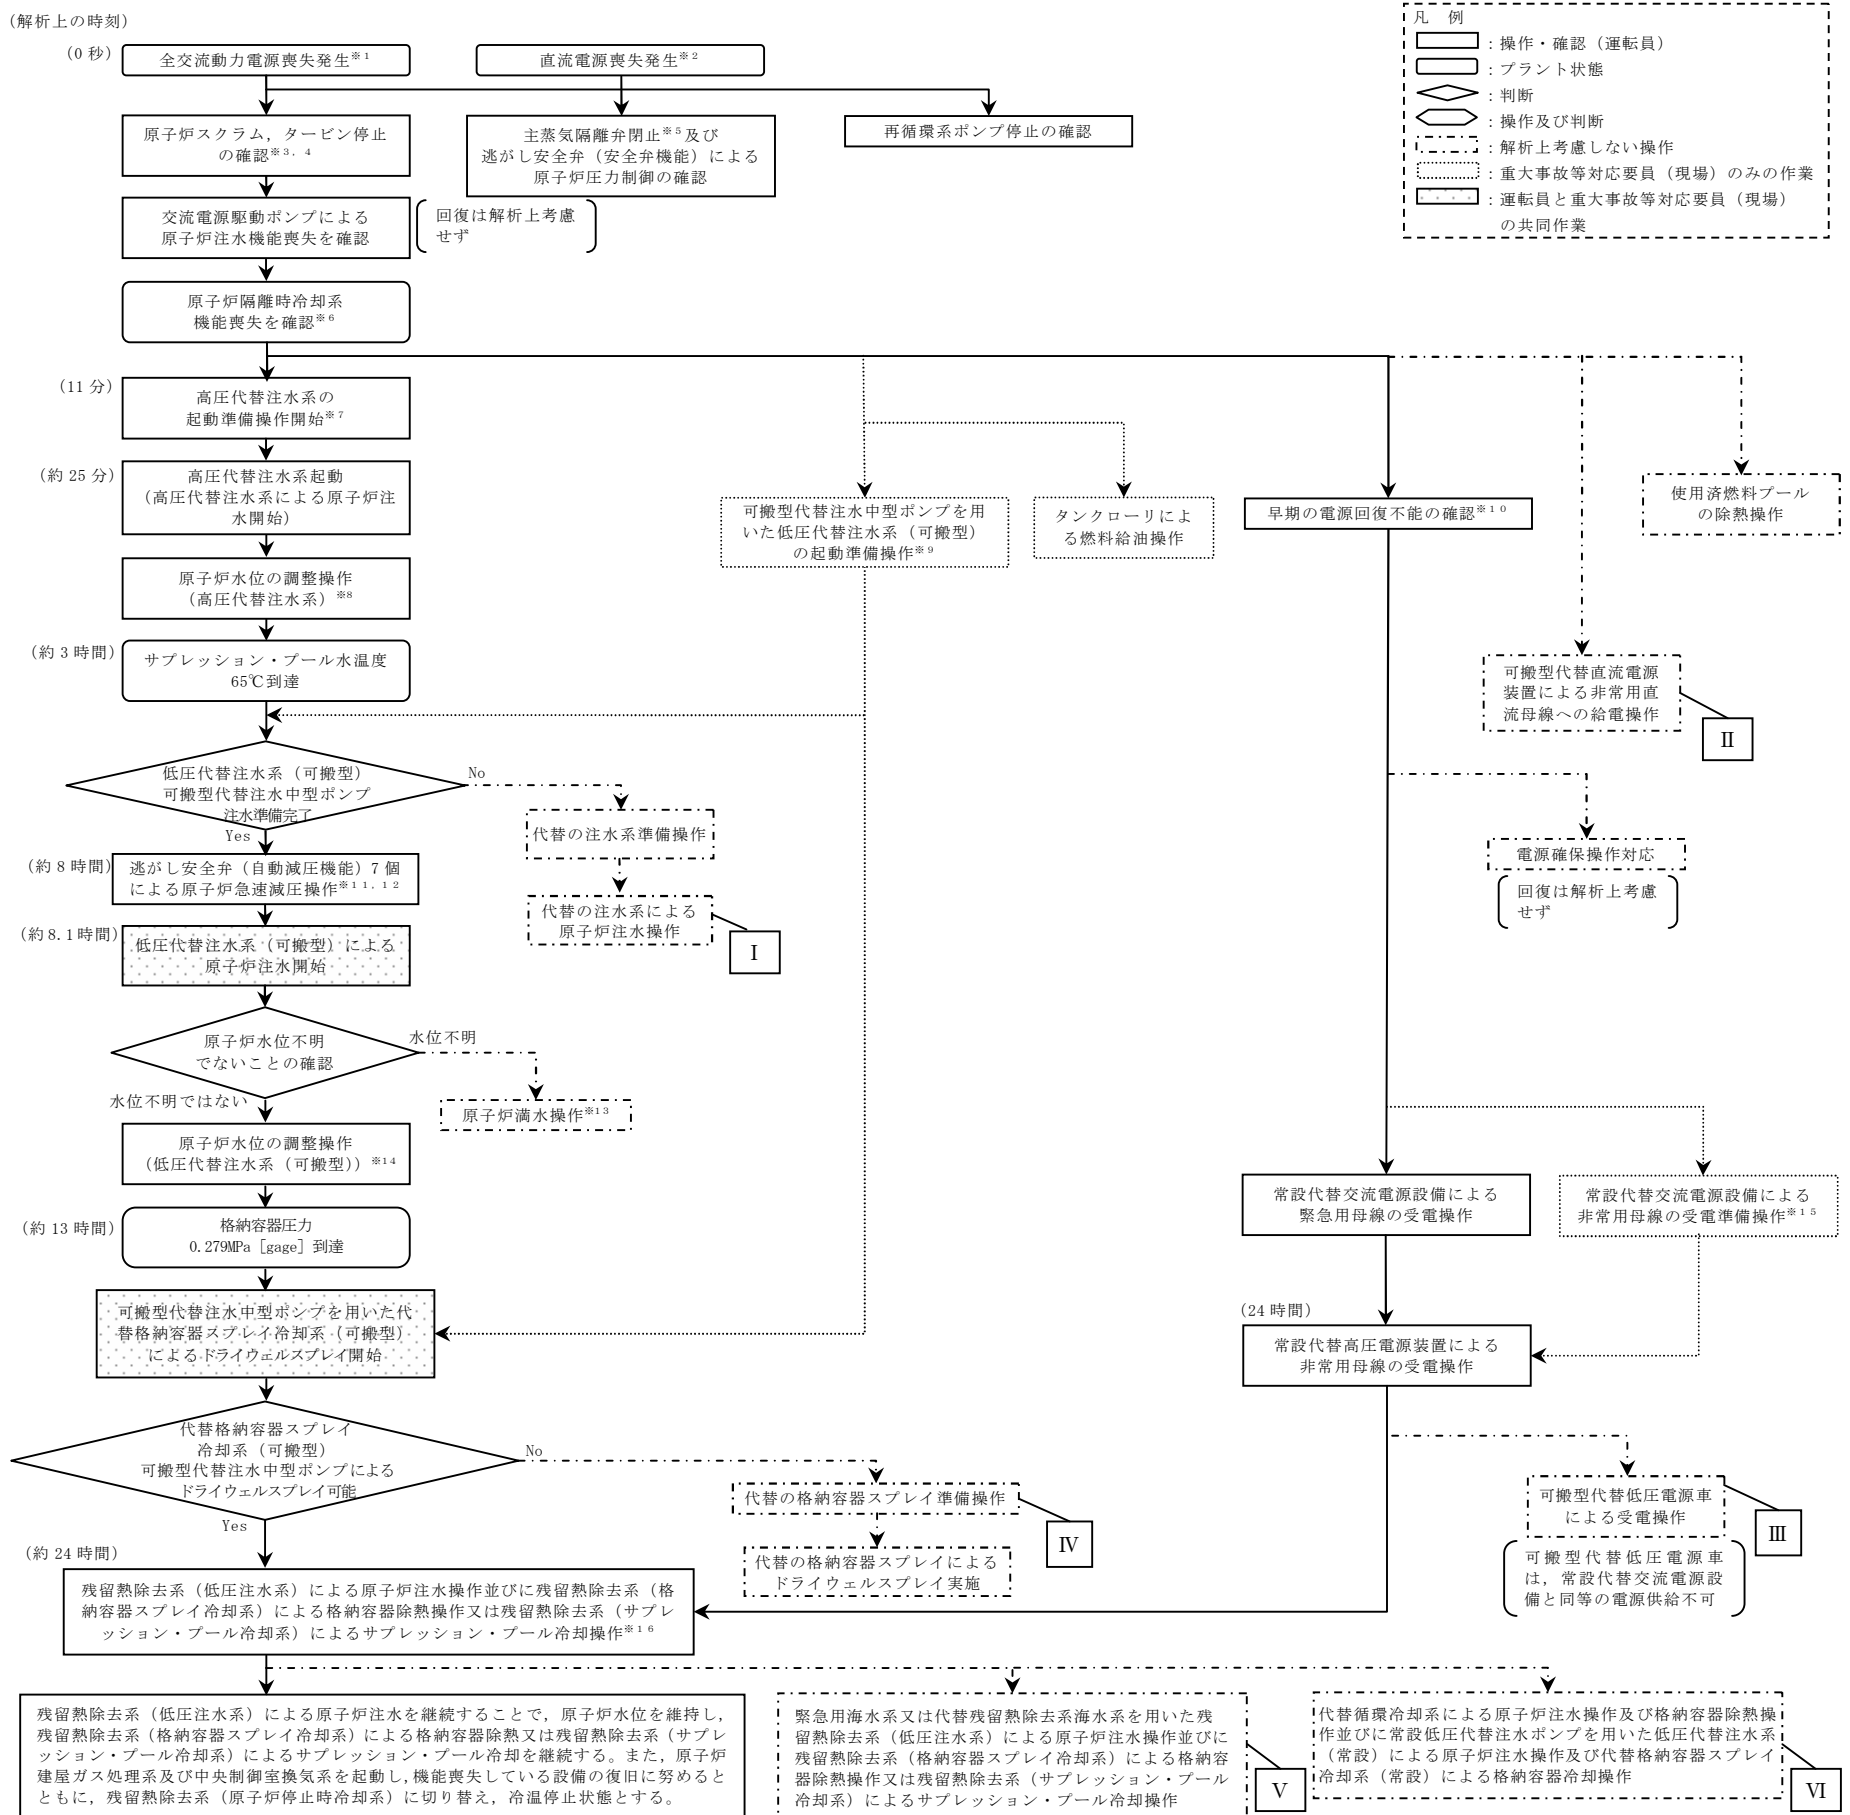 （解析上の時刻）
（0 秒）
全交流動力電源喪失発生※１
直流電源喪失発生※２
原子炉スクラム，タービン停止
の確認※３，４
主蒸気隔離弁閉止※５及び
逃がし安全弁（安全弁機能）による
原子炉圧力制御の確認
再循環系ポンプ停止の確認
凡　例
：操作・確認（運転員）
：プラント状態
：判断
：操作及び判断
：解析上考慮しない操作
：重大事故等対応要員（現場）のみの作業
：運転員と重大事故等対応要員（現場）
の共同作業
交流電源駆動ポンプによる
原子炉注水機能喪失を確認
回復は解析上考慮
せず
原子炉隔離時冷却系
機能喪失を確認※６
（11 分）
高圧代替注水系の
起動準備操作開始※７
（約 25 分）
高圧代替注水系起動
（高圧代替注水系による原子炉注
水開始）
可搬型代替注水中型ポンプを用
いた低圧代替注水系（可搬型）
の起動準備操作※９
タンクローリによ
る燃料給油操作
早期の電源回復不能の確認※１０
使用済燃料プール
の除熱操作
原子炉水位の調整操作
（高圧代替注水系）※8
（約 3 時間）
サプレッション・プール水温度
65℃到達
可搬型代替直流電源
装置による非常用直
流母線への給電操作
Ⅱ
低圧代替注水系（可搬型）
可搬型代替注水中型ポンプ
注水準備完了
No
Yes
代替の注水系準備操作
代替の注水系による
原子炉注水操作
Ⅰ
電源確保操作対応
回復は解析上考慮
せず
（約 8 時間）
逃がし安全弁（自動減圧機能）7 個
による原子炉急速減圧操作※１１，１２
（約8.1時間）
低圧代替注水系（可搬型）による
原子炉注水開始
原子炉水位不明
でないことの確認
水位不明
水位不明ではない
原子炉満水操作※13
原子炉水位の調整操作
（低圧代替注水系（可搬型））※14
常設代替交流電源設備による
緊急用母線の受電操作
常設代替交流電源設備による
非常用母線の受電準備操作※１５
（約 13 時間）
格納容器圧力
0.279MPa［gage］到達
可搬型代替注水中型ポンプを用いた代
替格納容器スプレイ冷却系（可搬型）
によるドライウェルスプレイ開始
（24 時間）
常設代替高圧電源装置による
非常用母線の受電操作
代替格納容器スプレイ
冷却系（可搬型）
可搬型代替注水中型ポンプによる
ドライウェルスプレイ可能
No
Yes
代替の格納容器スプレイ準備操作
代替の格納容器スプレイによる
ドライウェルスプレイ実施
Ⅳ
可搬型代替低圧電源車
による受電操作
Ⅲ
可搬型代替低圧電源車
は，常設代替交流電源設
備と同等の電源供給不可
（約 24 時間）
残留熱除去系（低圧注水系）による原子炉注水操作並びに残留熱除去系（格
納容器スプレイ冷却系）による格納容器除熱操作又は残留熱除去系（サプレ
ッション・プール冷却系）によるサプレッション・プール冷却操作※１６
残留熱除去系（低圧注水系）による原子炉注水を継続することで，原子炉水位を維持し，
残留熱除去系（格納容器スプレイ冷却系）による格納容器除熱又は残留熱除去系（サプレ
ッション・プール冷却系）によるサプレッション・プール冷却を継続する。また，原子炉
建屋ガス処理系及び中央制御室換気系を起動し，機能喪失している設備の復旧に努めると
ともに，残留熱除去系（原子炉停止時冷却系）に切り替え，冷温停止状態とする。
緊急用海水系又は代替残留熱除去系海水系を用いた残
留熱除去系（低圧注水系）による原子炉注水操作並びに
残留熱除去系（格納容器スプレイ冷却系）による格納容
器除熱操作又は残留熱除去系（サプレッション・プール
冷却系）によるサプレッション・プール冷却操作
Ⅴ
代替循環冷却系による原子炉注水操作及び格納容器除熱操
作並びに常設低圧代替注水ポンプを用いた低圧代替注水系
（常設）による原子炉注水操作及び代替格納容器スプレイ
冷却系（常設）による格納容器冷却操作
Ⅵ